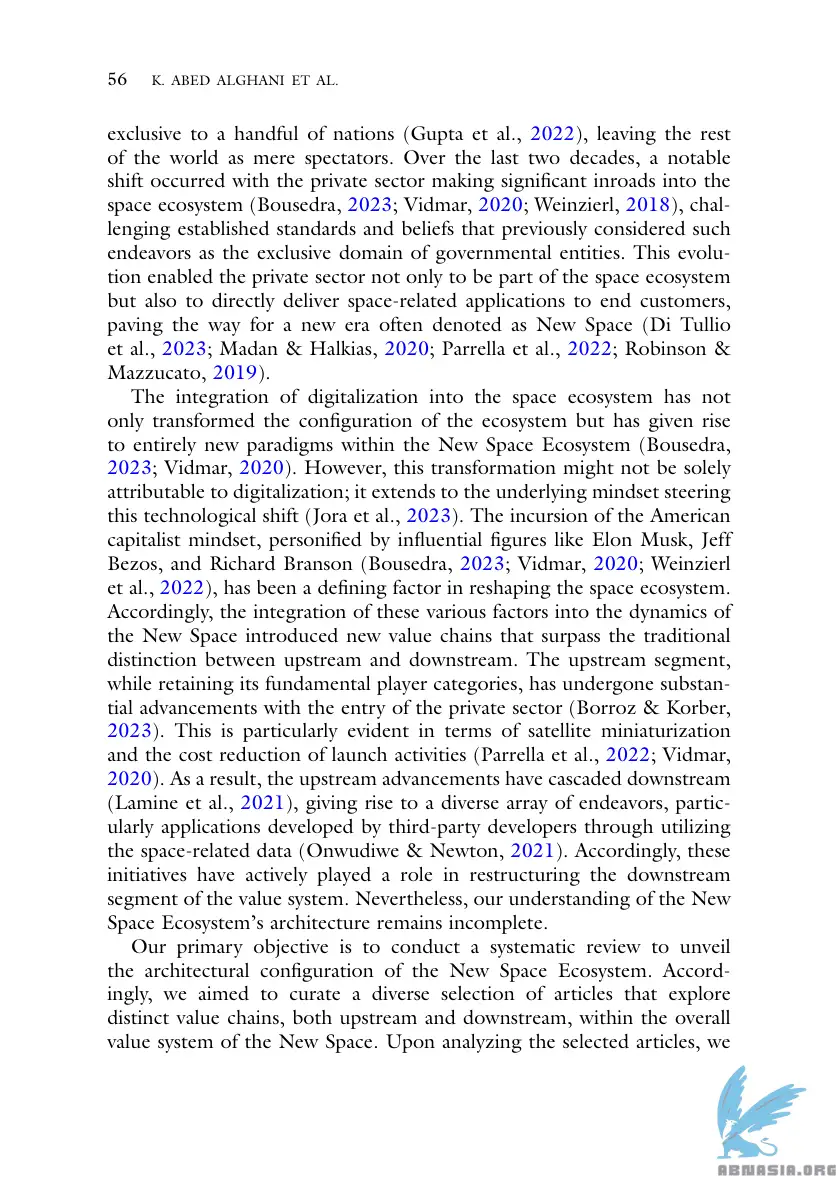 56 K. ABED ALGHANI ET AL.
exclusive to a handful of nations (Gupta et al., 2022), leaving the rest
of the world as mere spectators. Over the last two decades, a notable
shift occurred with the private sector making significant inroads into the
space ecosystem (Bousedra, 2023; Vidmar, 2020; Weinzierl, 2018), chal-
lenging established standards and beliefs that previously considered such
endeavors as the exclusive domain of governmental entities. This evolu-
tion enabled the private sector not only to be part of the space ecosystem
but also to directly deliver space-related applications to end customers,
paving the way for a new era often denoted as New Space (Di Tullio
et al., 2023; Madan & Halkias, 2020; Parrella et al., 2022; Robinson &
Mazzucato, 2019).
The integration of digitalization into the space ecosystem has not
only transformed the configuration of the ecosystem but has given rise
to entirely new paradigms within the New Space Ecosystem (Bousedra,
2023; Vidmar, 2020). However, this transformation might not be solely
attributable to digitalization; it extends to the underlying mindset steering
this technological shift (Jora et al., 2023). The incursion of the American
capitalist mindset, personified by influential figures like Elon Musk, Jeff
Bezos, and Richard Branson (Bousedra, 2023; Vidmar, 2020; Weinzierl
et al., 2022), has been a defining factor in reshaping the space ecosystem.
Accordingly, the integration of these various factors into the dynamics of
the New Space introduced new value chains that surpass the traditional
distinction between upstream and downstream. The upstream segment,
while retaining its fundamental player categories, has undergone substan-
tial advancements with the entry of the private sector (Borroz & Korber,
2023). This is particularly evident in terms of satellite miniaturization
and the cost reduction of launch activities (Parrella et al., 2022; Vidmar,
2020). As a result, the upstream advancements have cascaded downstream
(Lamine et al., 2021), giving rise to a diverse array of endeavors, partic-
ularly applications developed by third-party developers through utilizing
the space-related data (Onwudiwe & Newton, 2021). Accordingly, these
initiatives have actively played a role in restructuring the downstream
segment of the value system. Nevertheless, our understanding of the New
Space Ecosystem's architecture remains incomplete.
Our primary objective is to conduct a systematic review to unveil
the architectural configuration of the New Space Ecosystem. Accord-
ingly, we aimed to curate a diverse selection of articles that explore
distinct value chains, both upstream and downstream, within the overall
value system of the New Space. Upon analyzing the selected articles, we
ABNASIA.ORG